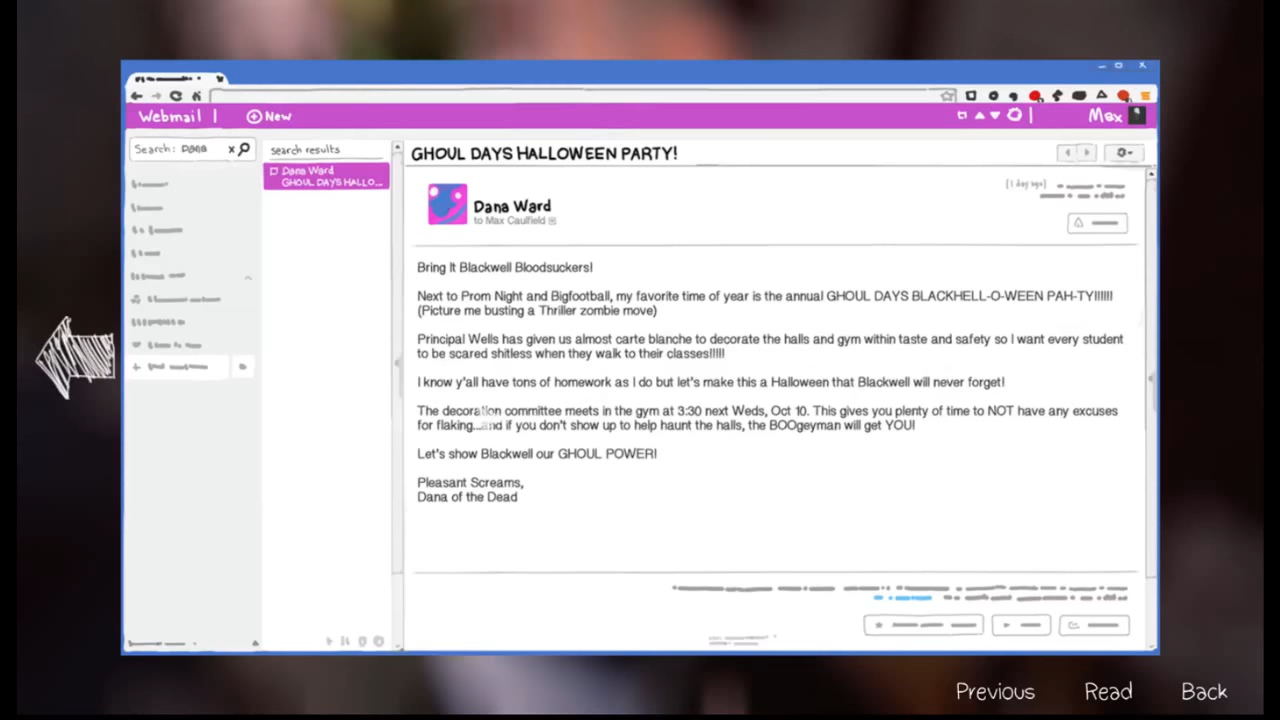 Webmail |
New
Max
Search: Dana x
search results
GHOUL DAYS HALLOWEEN PARTY!
Dana Ward
GHOUL DAYS HALLO...
[1 day ago]
Dana Ward
to Max Caulfield
Bring It Blackwell Bloodsuckers!
Next to Prom Night and Bigfootball, my favorite time of year is the annual GHOUL DAYS BLACKHELL-O-WEEN PAH-TY!!!!!!
(Picture me busting a Thriller zombie move)
Principal Wells has given us almost carte blanche to decorate the halls and gym within taste and safety so I want every student
to be scared shitless when they walk to their classes!!!!!
I know y'all have tons of homework as I do but let's make this a Halloween that Blackwell will never forget!
The decoration committee meets in the gym at 3:30 next Weds, Oct 10. This gives you plenty of time to NOT have any excuses
for flaking...and if you don't show up to help haunt the halls, the BOOgeyman will get YOU!
Let's show Blackwell our GHOUL POWER!
Pleasant Screams,
Dana of the Dead
Previous
Read
Back